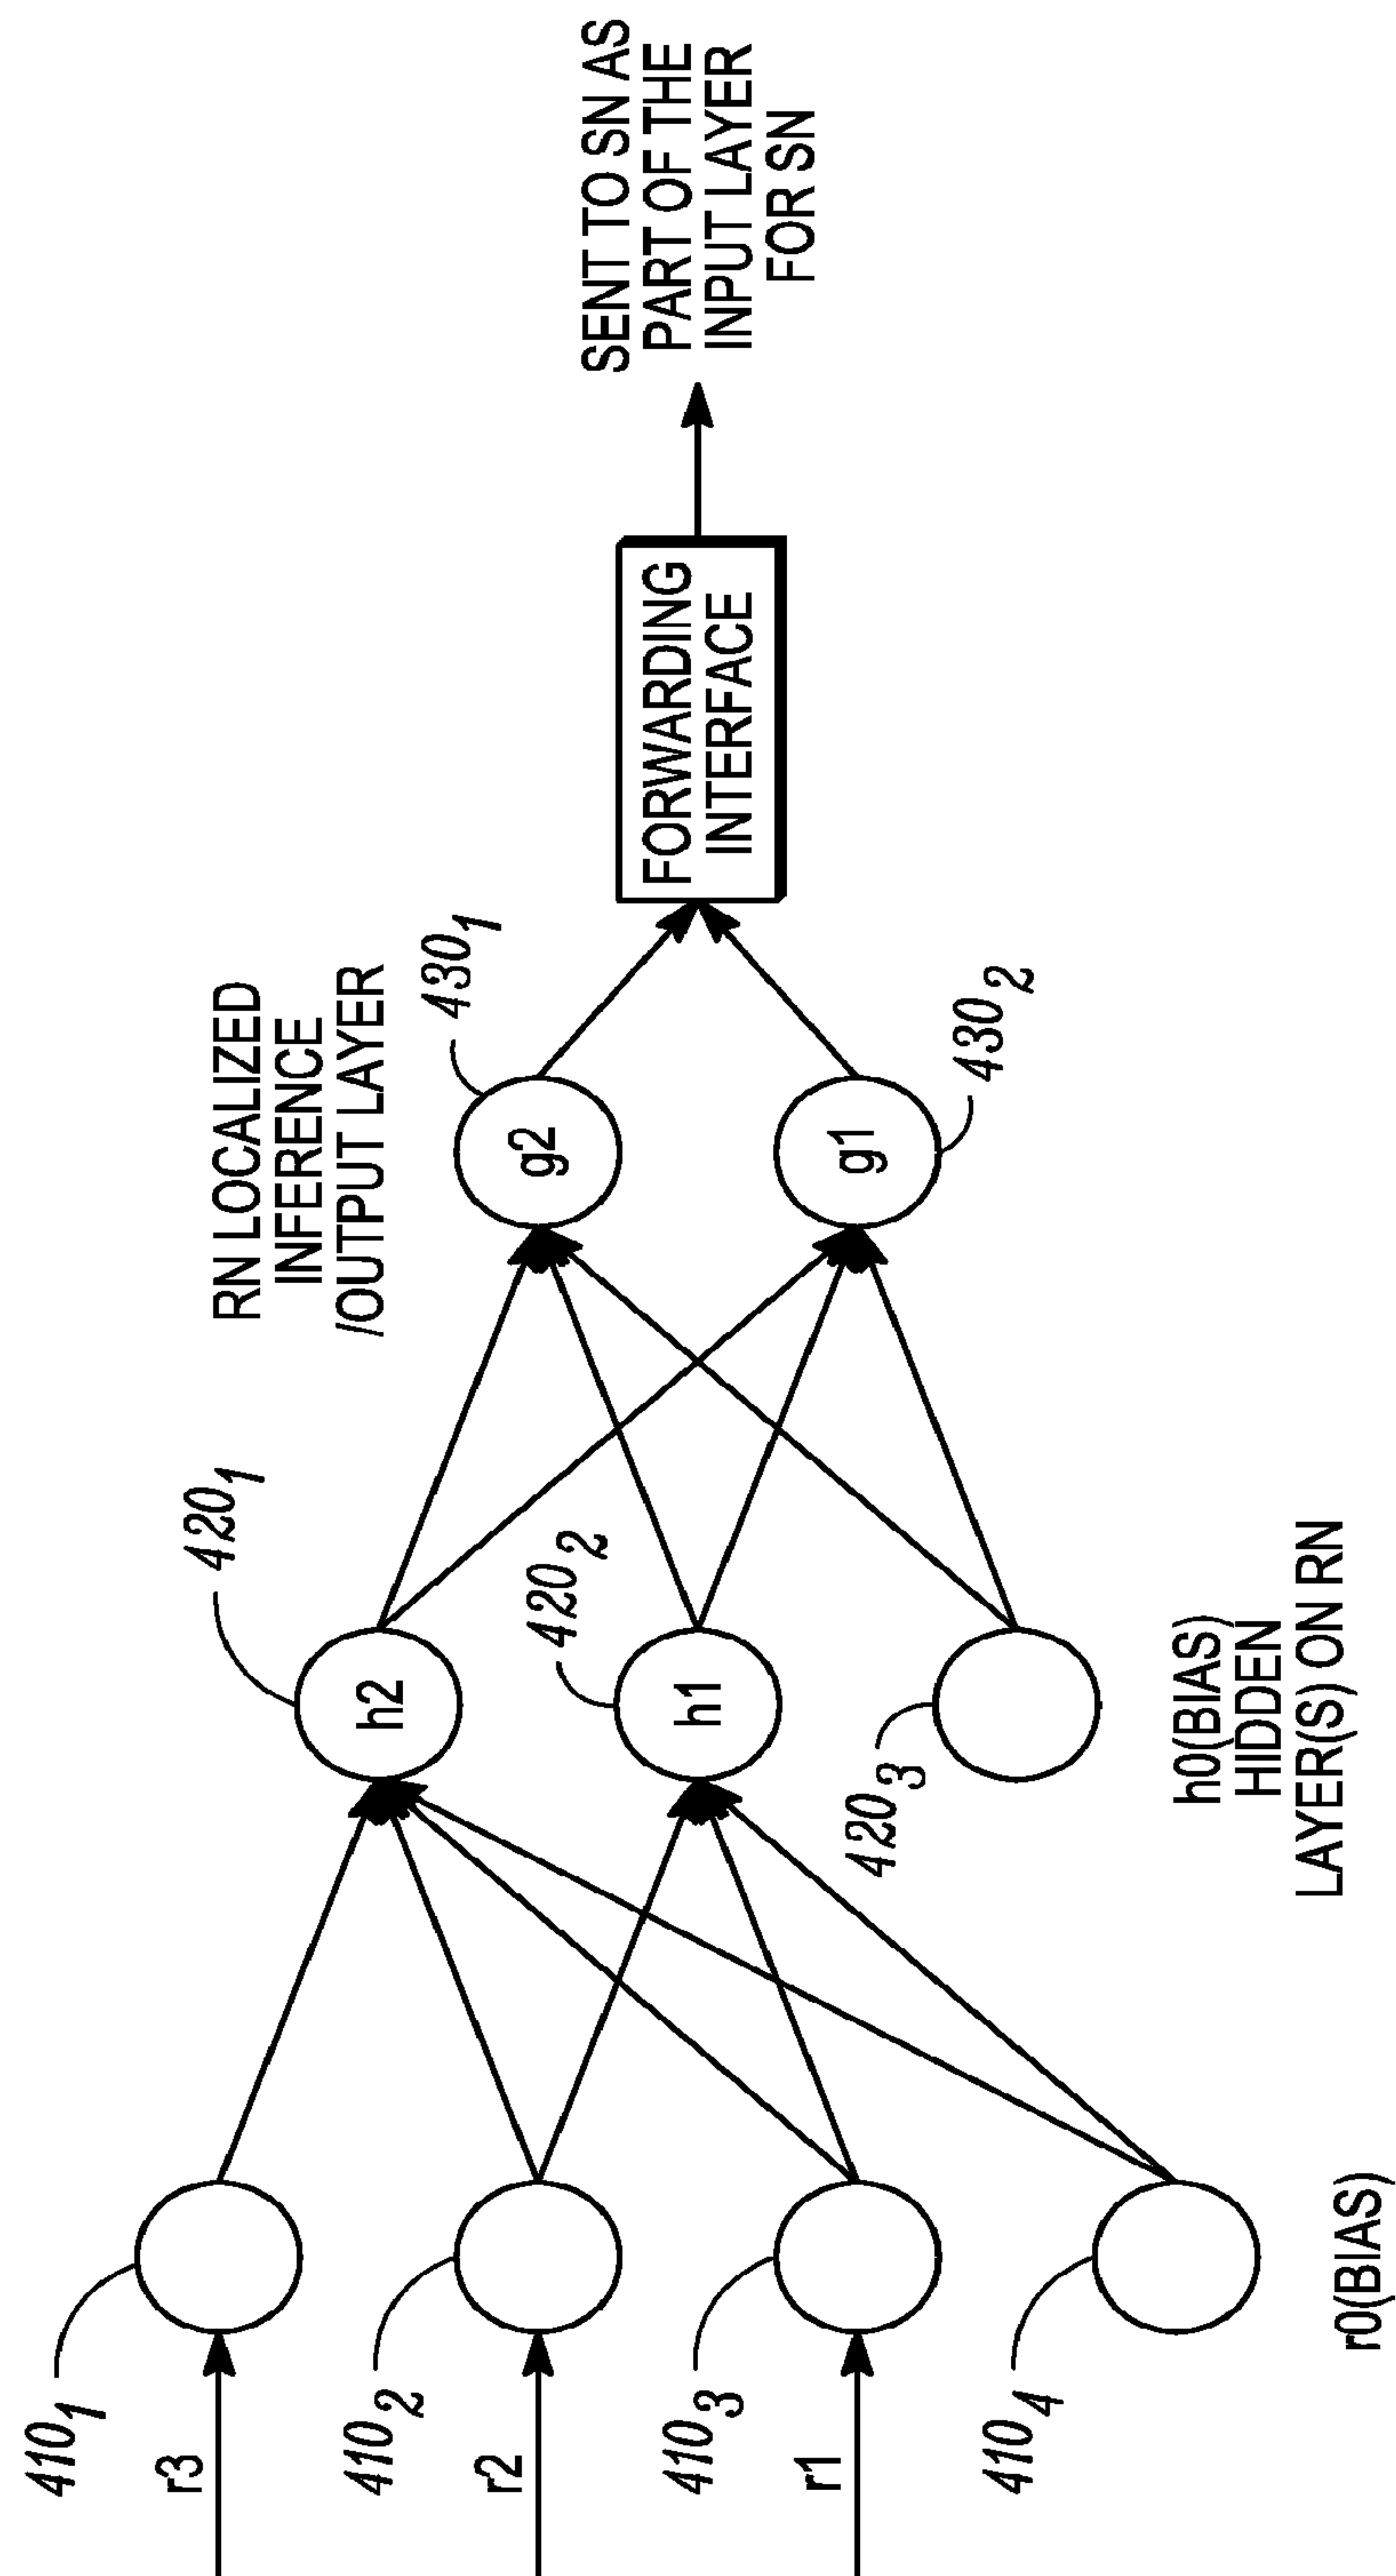 410₁
r3
410₂
r2
410₃
r1
410₄
r0(BIAS)
420₁
h2
420₂
h1
420₃
h0(BIAS)
HIDDEN
LAYER(S) ON RN
RN LOCALIZED
INFERENCE
/OUTPUT LAYER
430₁
g2
g1
430₂
FORWARDING
INTERFACE
SENT TO SN AS
PART OF THE
INPUT LAYER
FOR SN